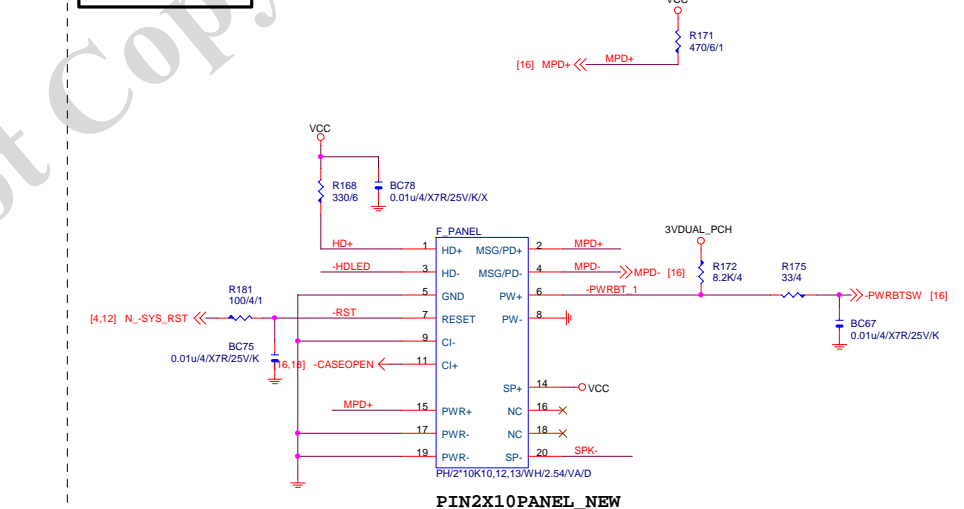 VCC
R171
470/6/1
[16] MPD+ MPD+
VCC
R168
330/6
BC78
0.01u/4/X7R/25V/K/X
F_PANEL
HD+ 1 HD+ MSG/PD+ 2 MPD+
-HDLED 3 HD- MSG/PD- 4 MPD- MPD- [16]
3VDUAL_PCH
R172
8.2K/4
R175
33/4
5 GND PW+ 6 -PWRBT_1 -PWRBTSW [16]
R181
100/4/1
[4,12] N_-SYS_RST -RST 7 RESET PW- 8
BC67
0.01u/4/X7R/25V/K
BC75
0.01u/4/X7R/25V/K
9 CI-
[16,18] -CASEOPEN 11 CI+
SP+ 14 VCC
MPD+ 15 PWR+ NC 16
17 PWR- NC 18
19 PWR- SP- 20 SPK-
PH/2*10K10,12,13/WH/2.54/VA/D
PIN2X10PANEL_NEW